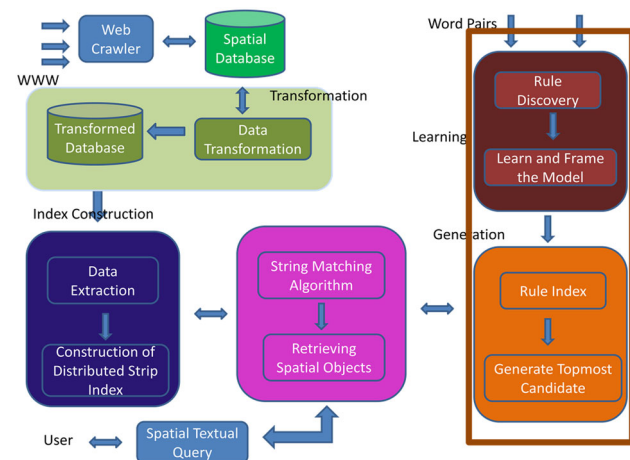 Web
Crawler
WWW
Spatial
Database
Word Pairs
Transformation
Transformed
Database
Data
Transformation
Rule
Discovery
Learning
Learn and Frame
the Model
Index Construction
Generation
Data
Extraction
Construction of
Distributed Strip
Index
String Matching
Algorithm
Retrieving
Spatial Objects
Rule Index
Generate Topmost
Candidate
User
Spatial Textual
Query